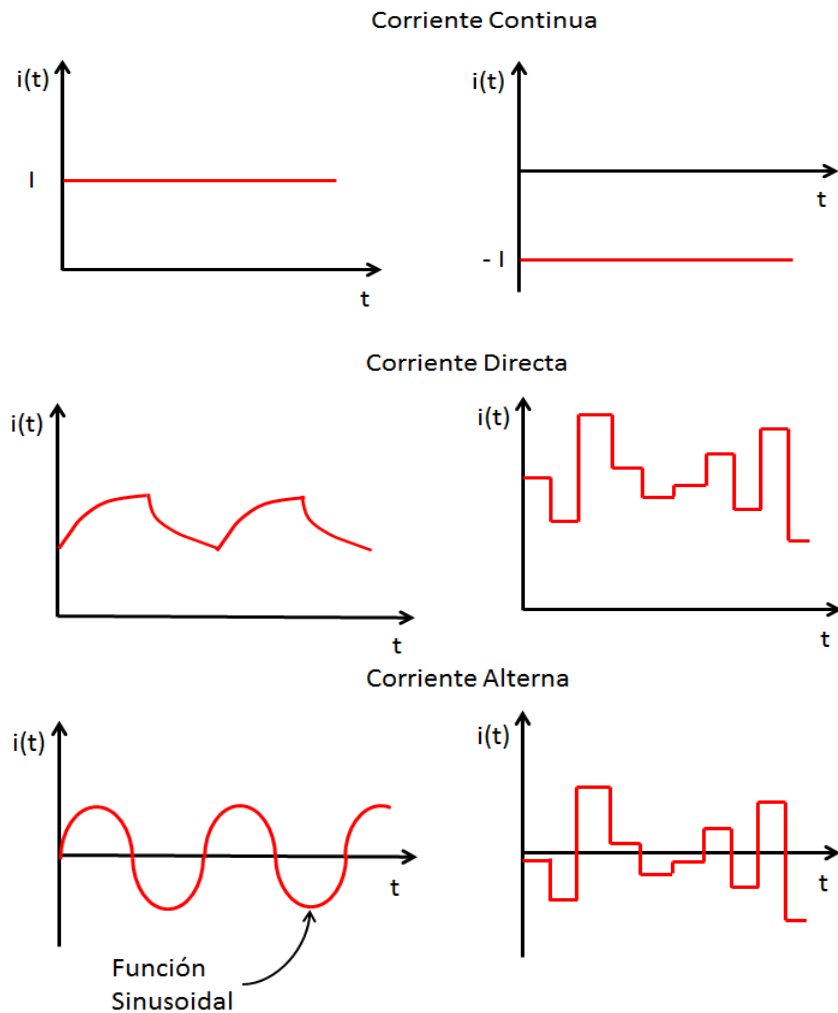 Corriente Continua
i(t)
I
t
i(t)
t
- I
Corriente Directa
i(t)
t
i(t)
t
Corriente Alterna
i(t)
t
Función
Sinusoidal
i(t)
t